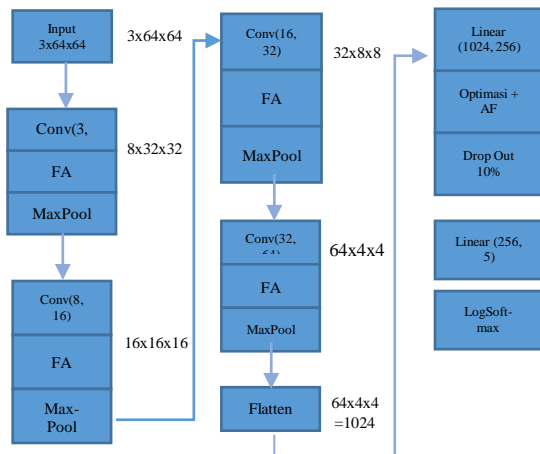 Input
3x64x64
3x64x64
Conv(3,
FA
MaxPool
8x32x32
Conv(8,
16)
FA
Max-
Pool
16x16x16
Conv(16,
32)
FA
MaxPool
32x8x8
Conv(32,
64)
FA
MaxPool
64x4x4
Flatten
64x4x4
=1024
Linear
(1024, 256)
Optimasi +
AF
Drop Out
10%
Linear (256,
5)
LogSoft-
max